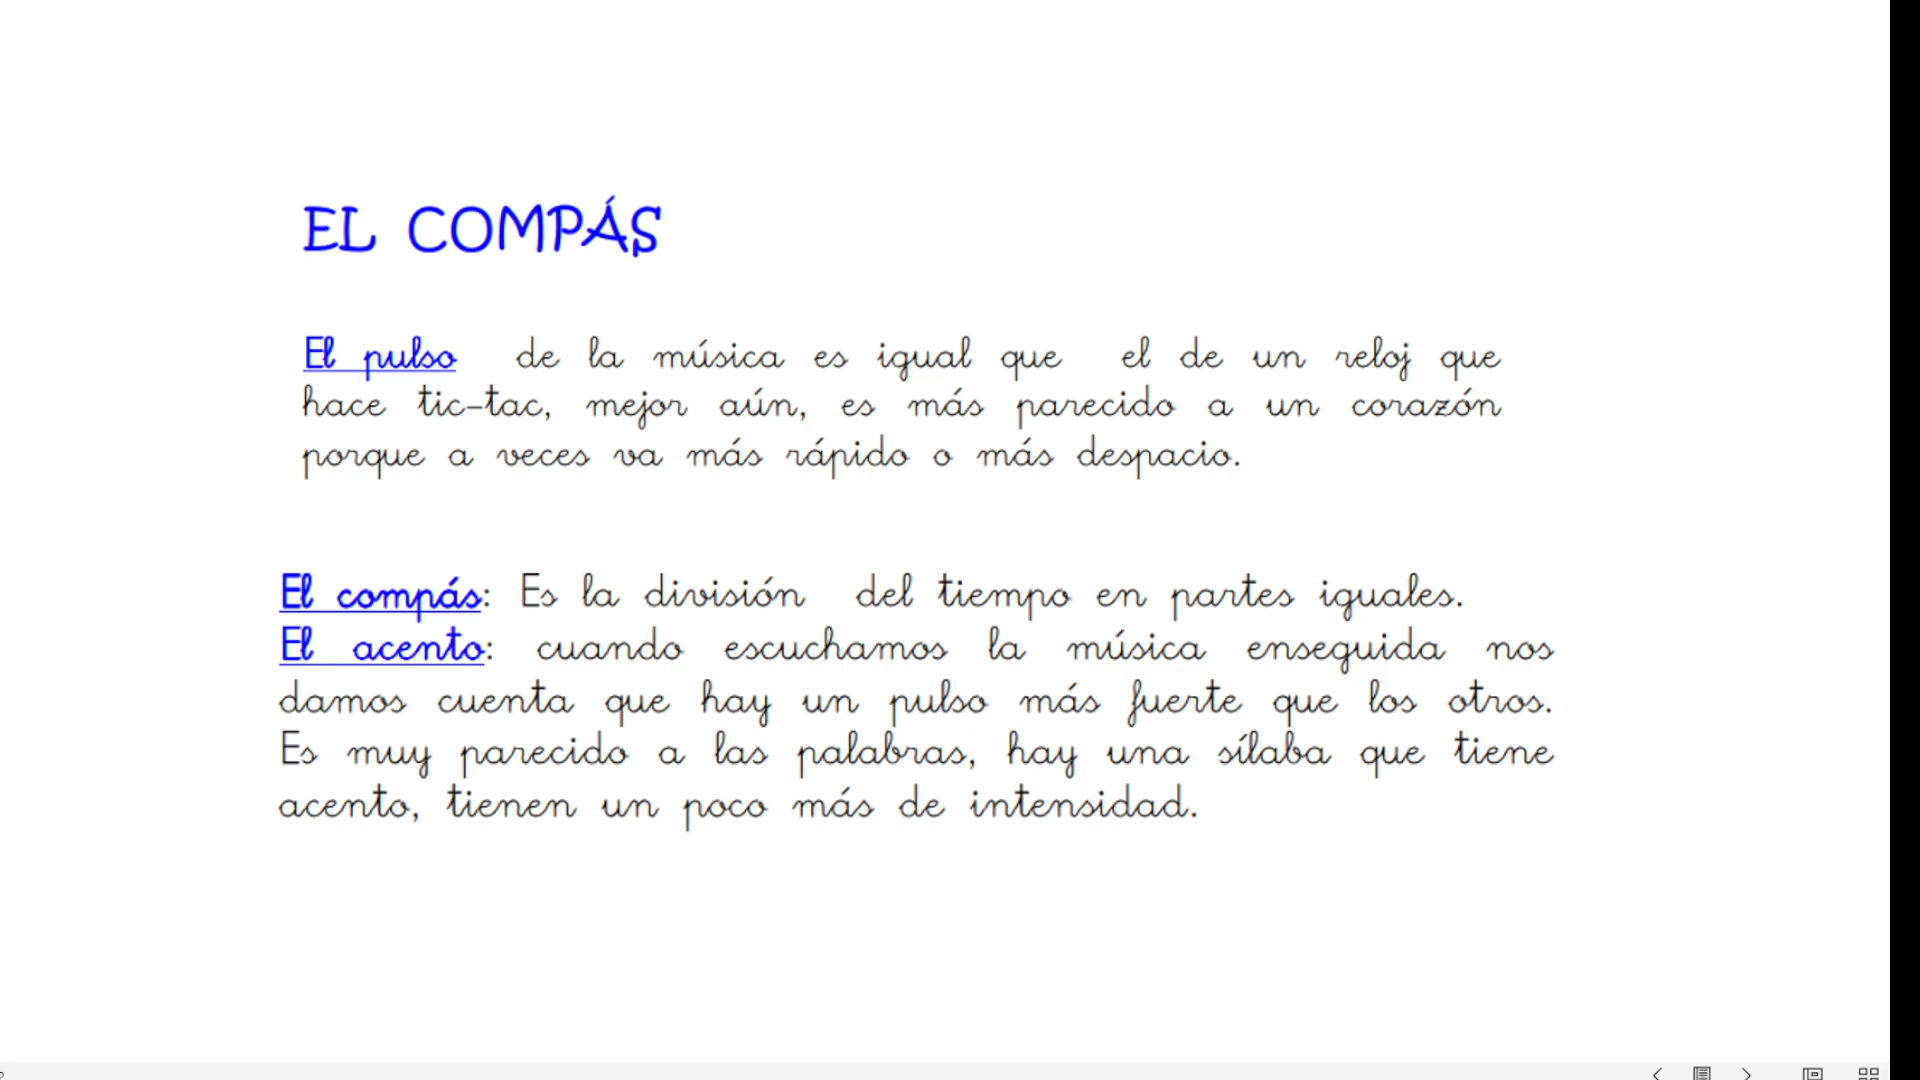 EL COMPÁS
El pulso de la música es igual que el de un reloj que
hace tic-tac, mejor aún, es más parecido a un corazón
porque a veces va más rápido o más despacio.
El compás: Es la división del tiempo en partes iguales.
El acento: cuando escuchamos la música enseguida nos
damos cuenta que hay un pulso más fuerte que los otros.
Es muy parecido a las palabras, hay una sílaba que tiene
acento, tienen un poco más de intensidad.